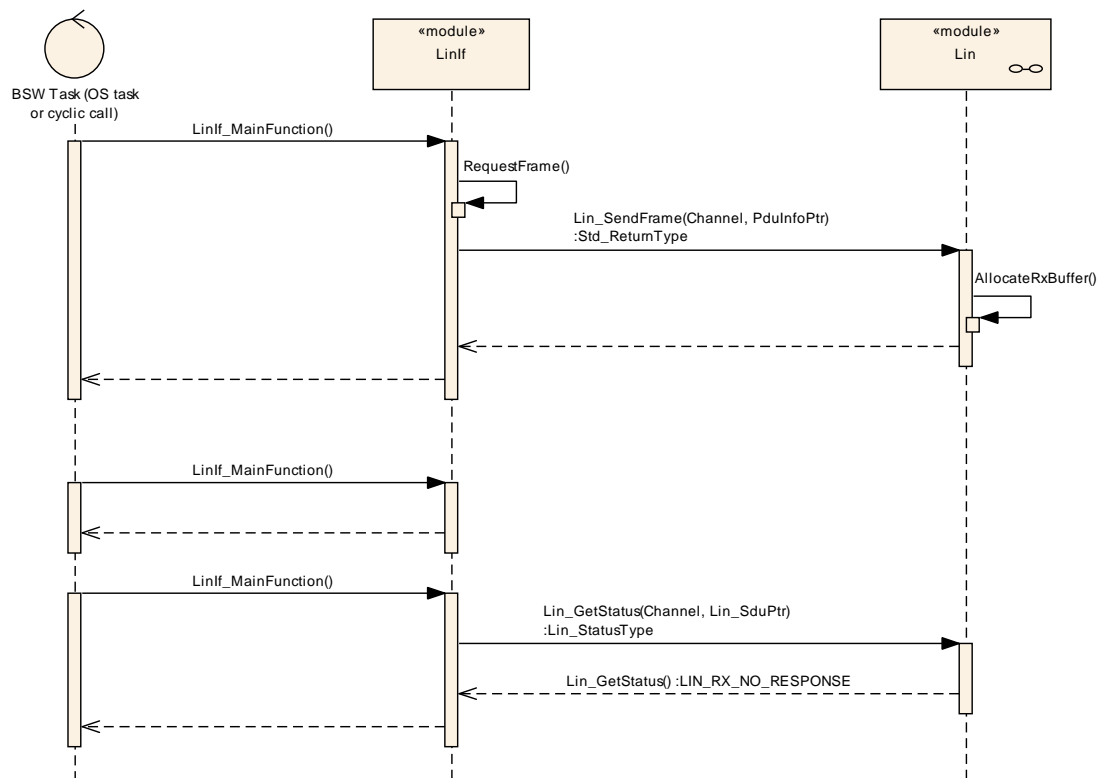 «module»
LinIf
«module»
Lin
BSW Task (OS task
or cyclic call)
LinIf_MainFunction()
RequestFrame()
Lin_SendFrame(Channel, PduInfoPtr)
:Std_ReturnType
AllocateRxBuffer()
LinIf_MainFunction()
LinIf_MainFunction()
Lin_GetStatus(Channel, Lin_SduPtr)
:Lin_StatusType
Lin_GetStatus() :LIN_RX_NO_RESPONSE